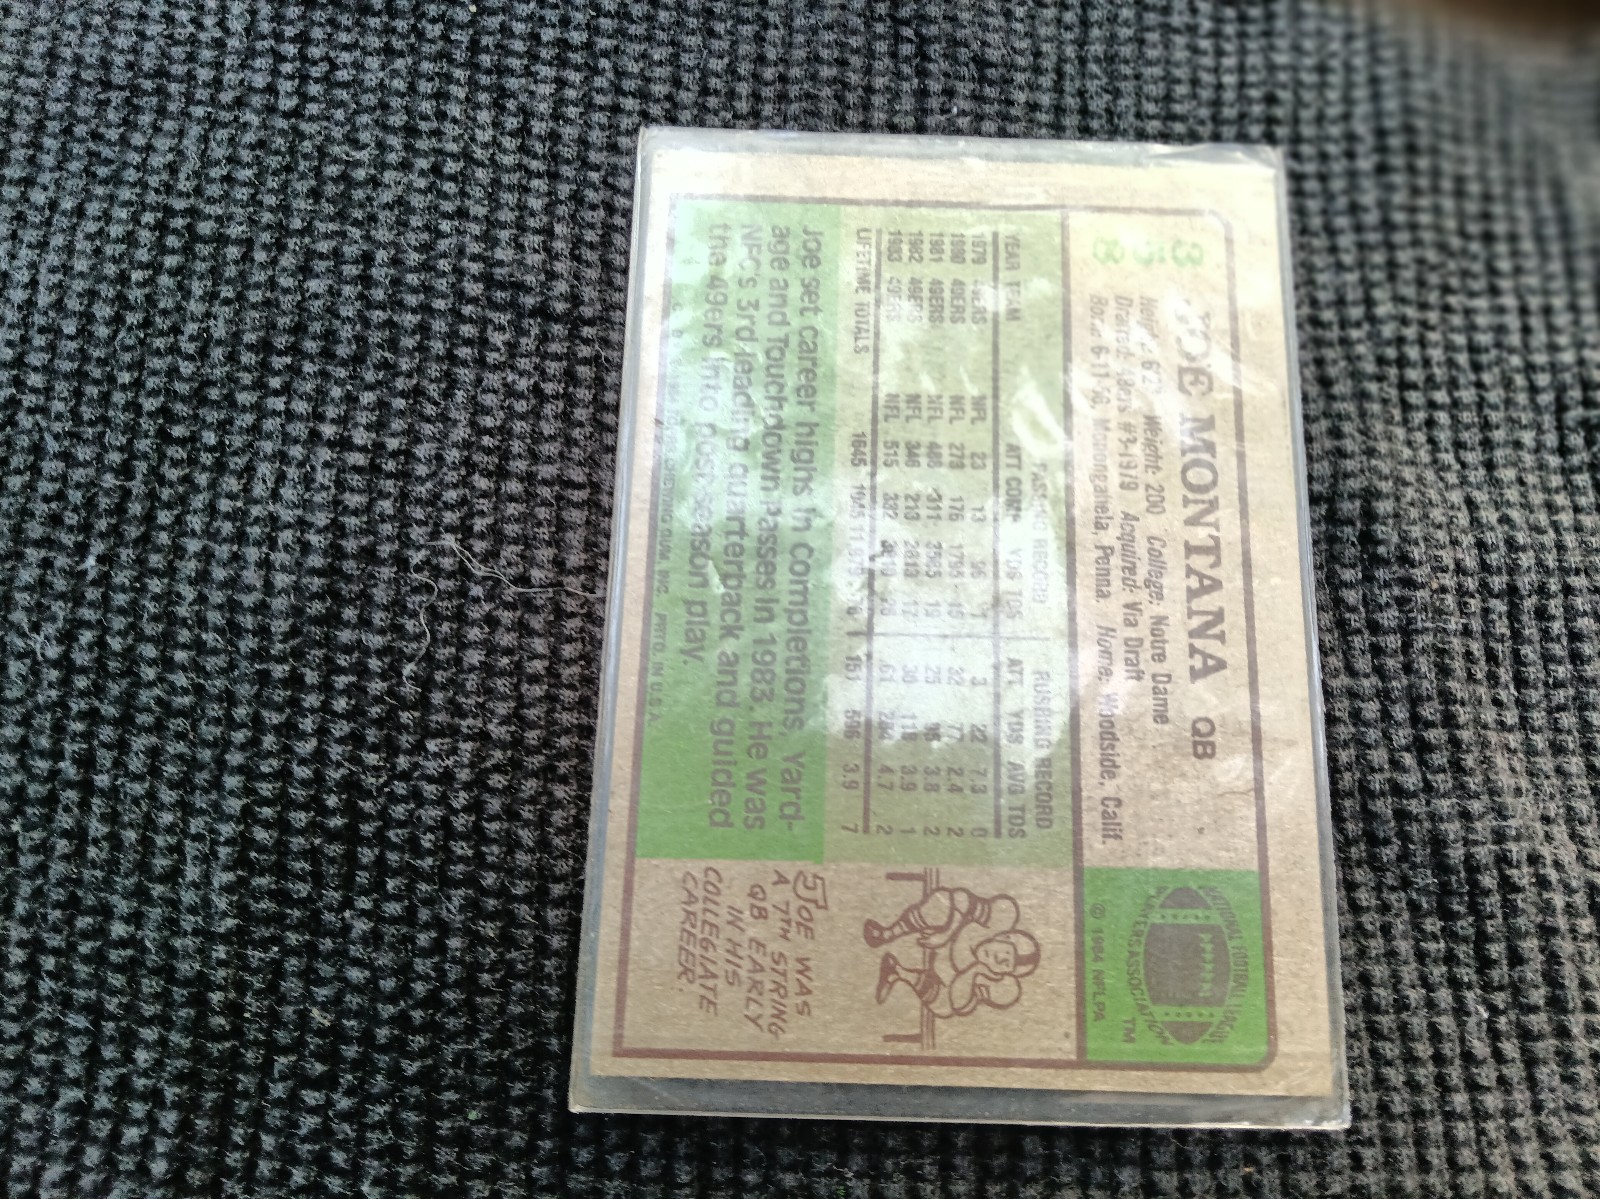 358
JOE MONTANA QB
Height: 6'2" Weight: 200 College: Notre Dame
Drafted: 49ers #3-1979 Acquired: Via Draft
Born: 6-11-56, Monongahela, Penna. Home: Woodside, Calif.
NATIONAL FOOTBALL LEAGUE
PLAYERS ASSOCIATION TM
© 1984 NFLPA
PASSING RECORD RUSHING RECORD
YEAR TEAM ATT COMP YDS TDS ATT YDS AVG TDS
1979 49ERS NFL 23 13 96 1 3 22 7.3 0
1980 49ERS NFL 273 176 1795 15 32 77 2.4 2
1981 49ERS NFL 488 311 3565 19 25 95 3.8 2
1982 49ERS NFL 346 213 2613 17 30 118 3.9 1
1983 49ERS NFL 515 332 3910 26 61 284 4.7 2
LIFETIME TOTALS 1645 151 596 3.9 7
Joe set career highs in Completions, Yard-
age and Touchdown Passes in 1983. He was
NFC's 3rd leading quarterback and guided
the 49ers into post-season play.
CHEWING GUM, INC. PRTD. IN U.S.A.
JOE WAS
A 7TH STRING
QB EARLY
IN HIS
COLLEGIATE
CAREER.